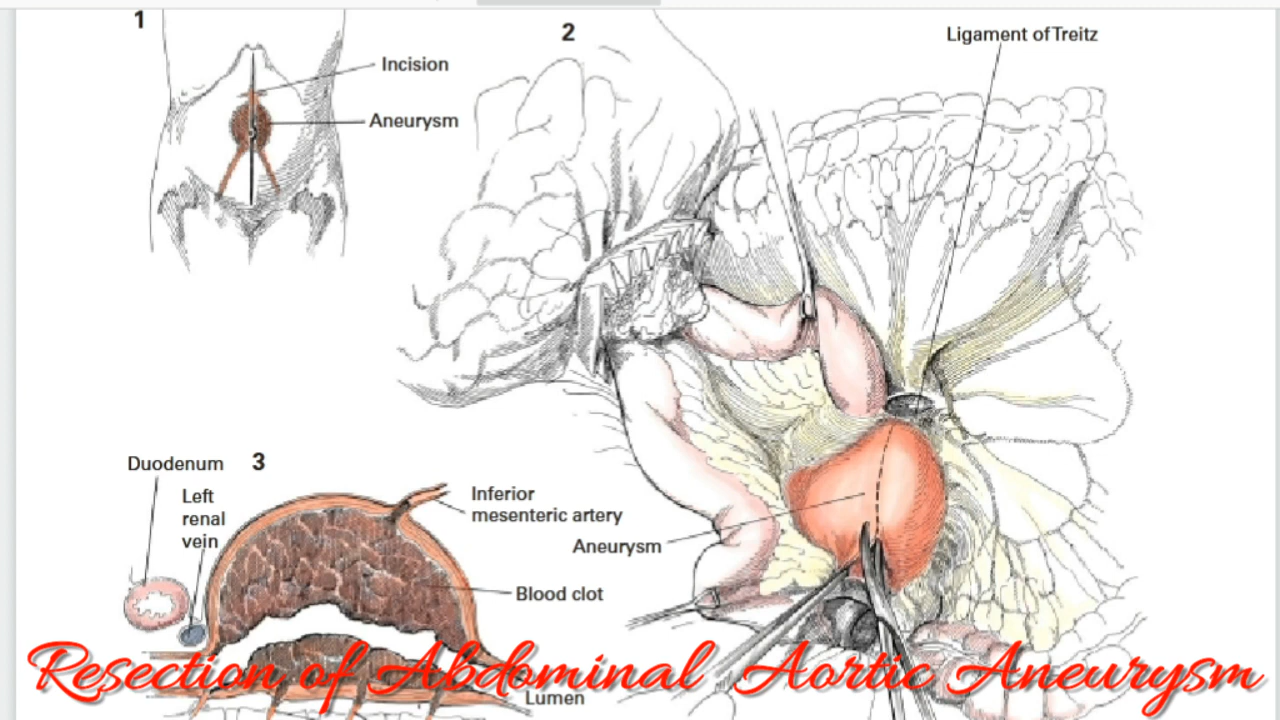 1
Incision
Aneurysm
2
Ligament of Treitz
Aneurysm
3
Duodenum
Left
renal
vein
Inferior
mesenteric artery
Blood clot
Lumen
Resection of Abdominal Aortic Aneurysm